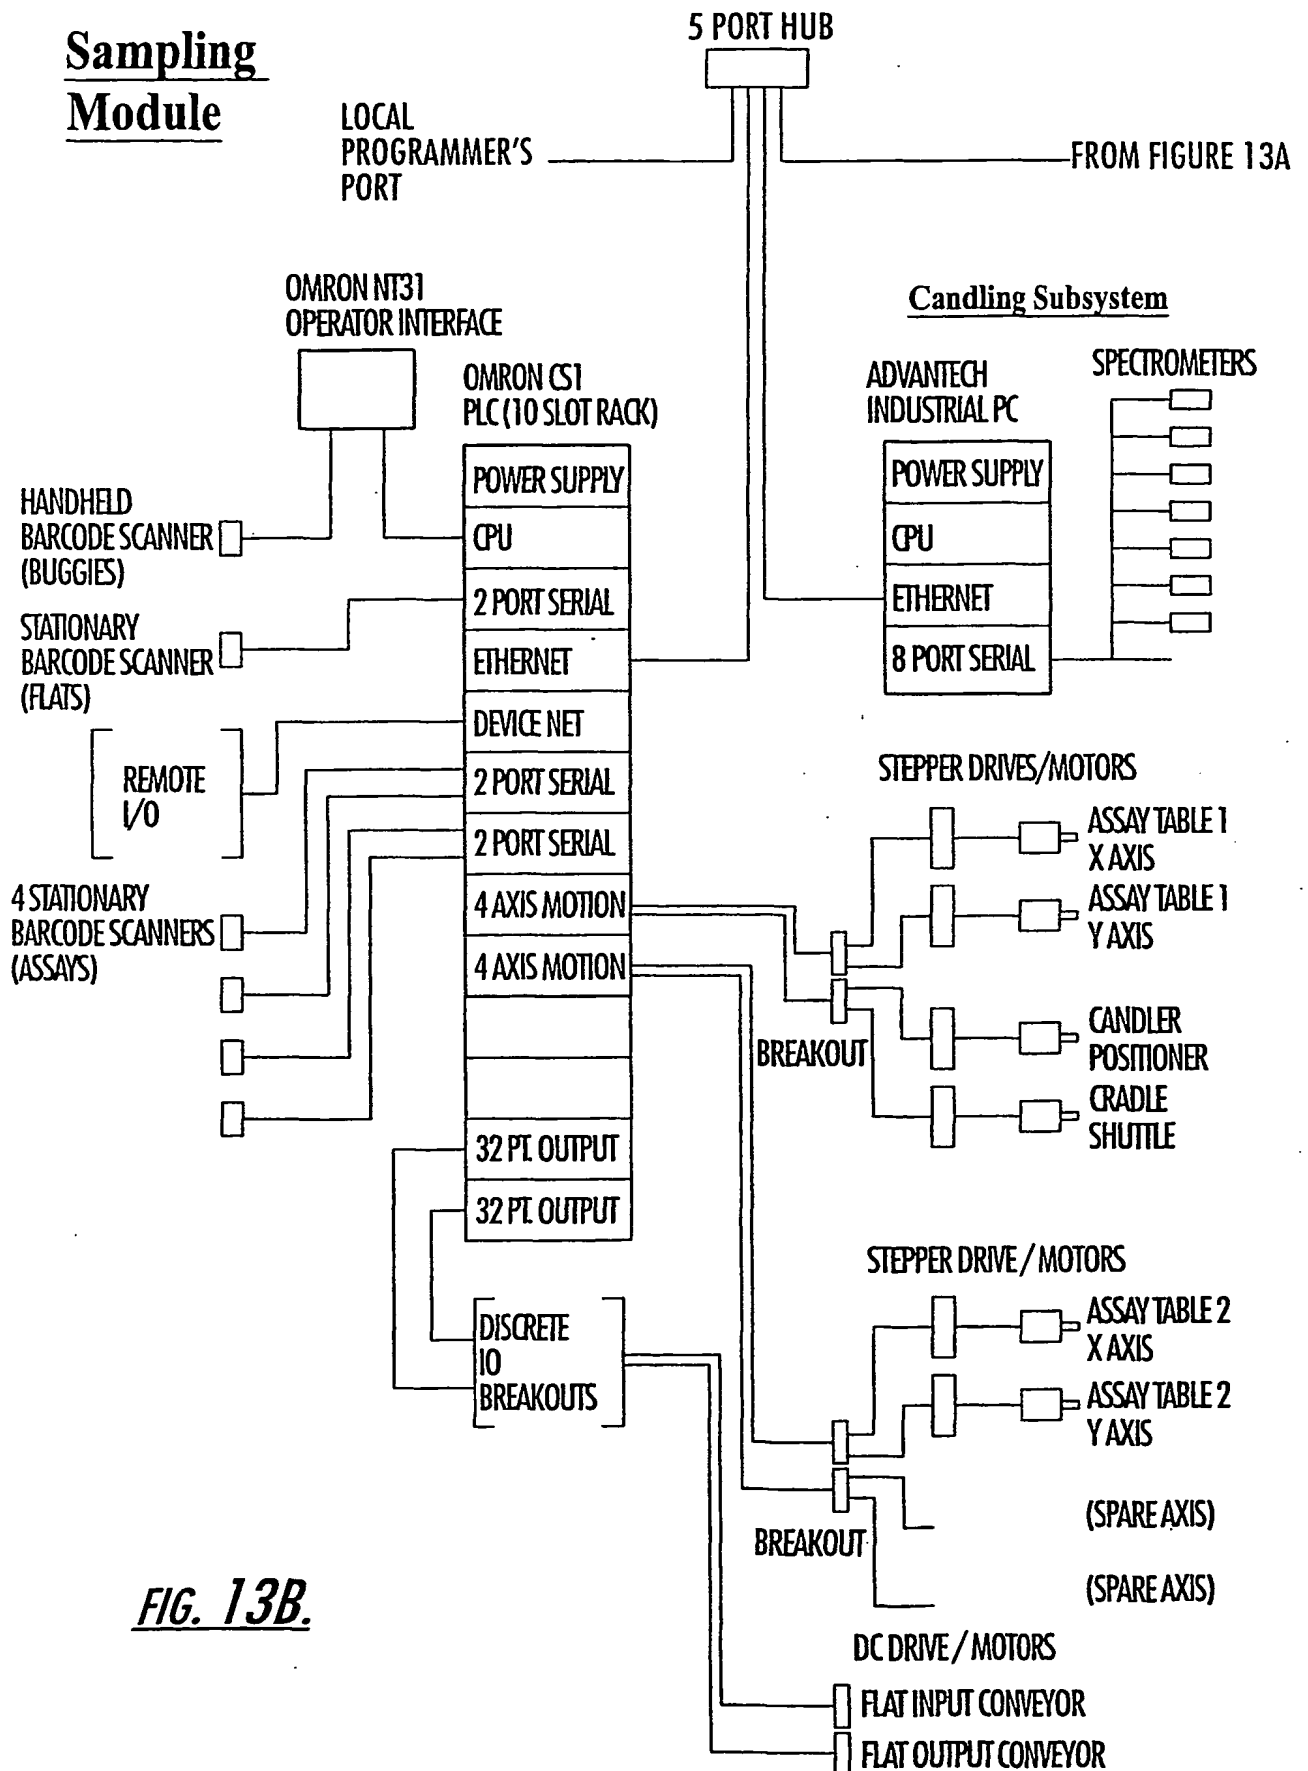 Sampling
Module
5 PORT HUB
LOCAL
PROGRAMMER'S
PORT
FROM FIGURE 13A
OMRON NT31
OPERATOR INTERFACE
OMRON CS1
PLC (10 SLOT RACK)
POWER SUPPLY
CPU
2 PORT SERIAL
ETHERNET
DEVICE NET
2 PORT SERIAL
2 PORT SERIAL
4 AXIS MOTION
4 AXIS MOTION
32 PT. OUTPUT
32 PT. OUTPUT
HANDHELD
BARCODE SCANNER
(BUGGIES)
STATIONARY
BARCODE SCANNER
(FLATS)
REMOTE
I/O
4 STATIONARY
BARCODE SCANNERS
(ASSAYS)
DISCRETE
IO
BREAKOUTS
Candling Subsystem
ADVANTECH
INDUSTRIAL PC
SPECTROMETERS
POWER SUPPLY
CPU
ETHERNET
8 PORT SERIAL
STEPPER DRIVES/MOTORS
ASSAY TABLE 1
X AXIS
ASSAY TABLE 1
Y AXIS
BREAKOUT
CANDLER
POSITIONER
CRADLE
SHUTTLE
STEPPER DRIVE / MOTORS
ASSAY TABLE 2
X AXIS
ASSAY TABLE 2
Y AXIS
BREAKOUT
(SPARE AXIS)
(SPARE AXIS)
DC DRIVE / MOTORS
FLAT INPUT CONVEYOR
FLAT OUTPUT CONVEYOR
FIG. 13B.